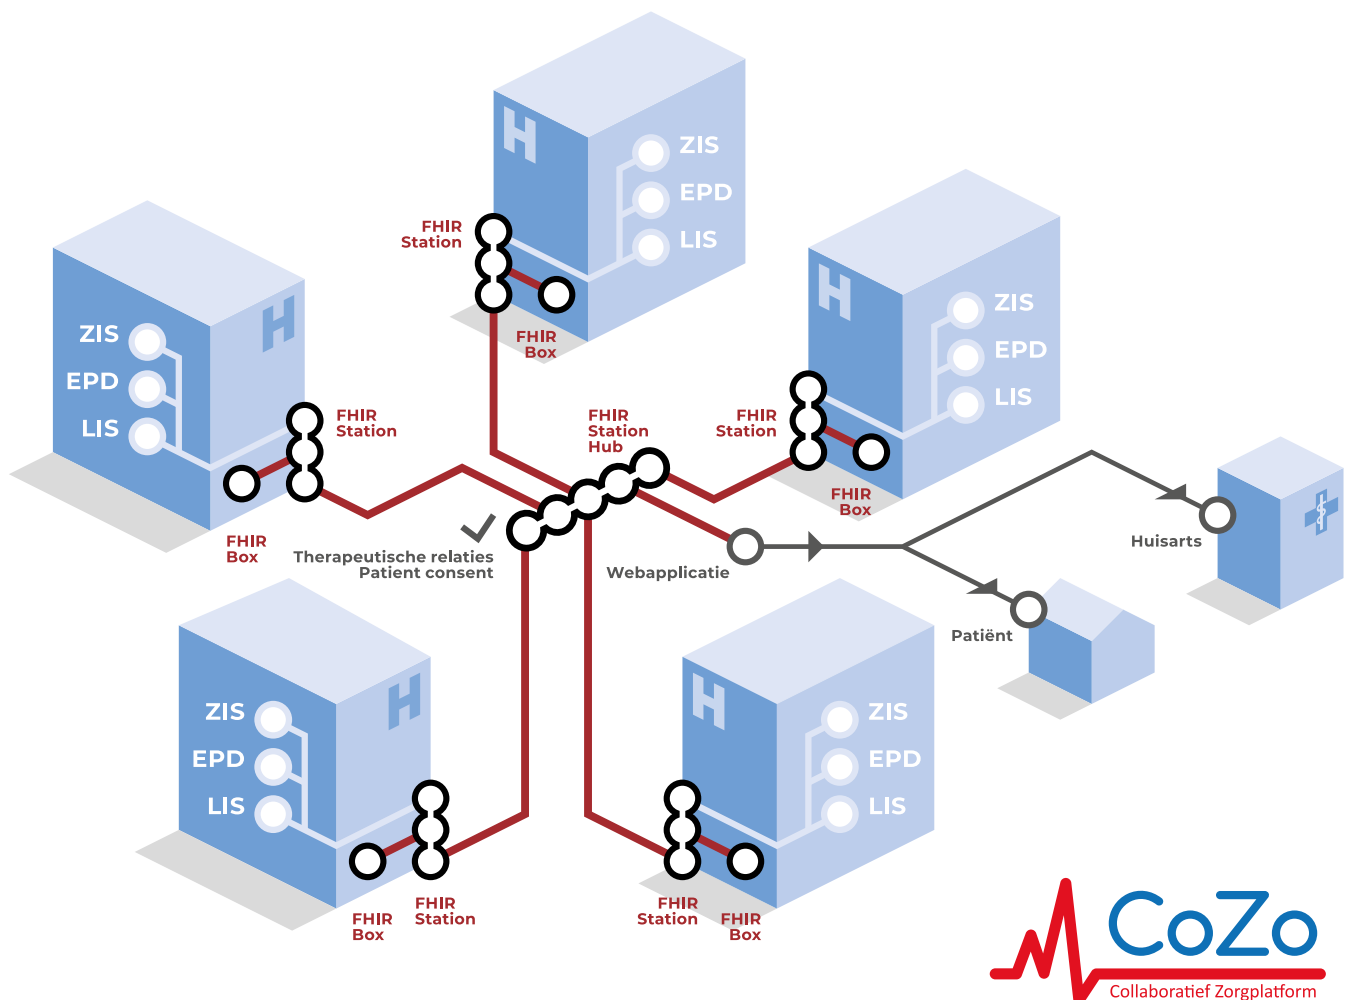 H
ZIS
EPD
LIS
FHIR
Station
FHIR
Box
H
ZIS
EPD
LIS
FHIR
Station
FHIR
Box
H
ZIS
EPD
LIS
FHIR
Station
FHIR
Box
FHIR
Station
Hub
Therapeutische relaties
Patient consent
Webapplicatie
Huisarts
Patiënt
H
ZIS
EPD
LIS
FHIR
Box
FHIR
Station
H
ZIS
EPD
LIS
FHIR
Station
FHIR
Box
CoZo
Collaboratief Zorgplatform